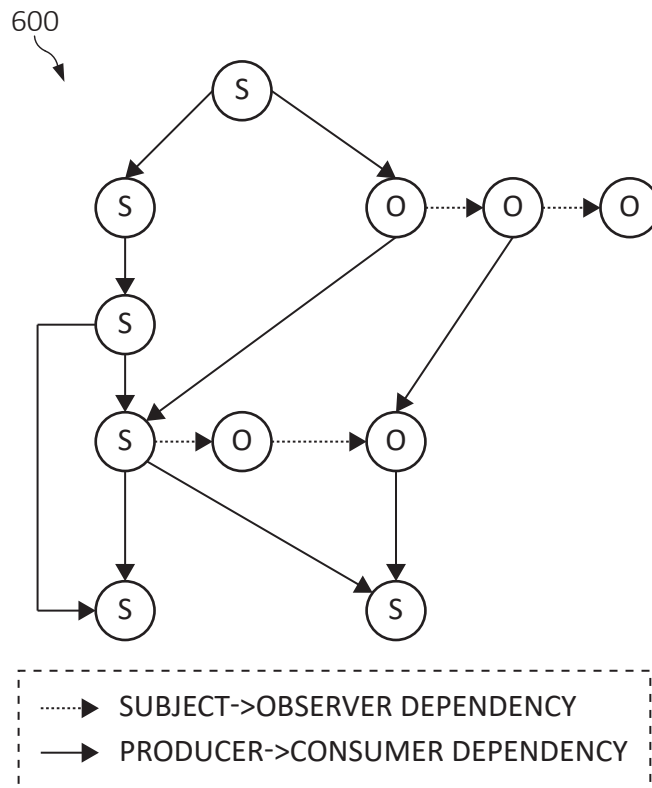 600
S
S O O O
S
S O O
S S
SUBJECT->OBSERVER DEPENDENCY
PRODUCER->CONSUMER DEPENDENCY